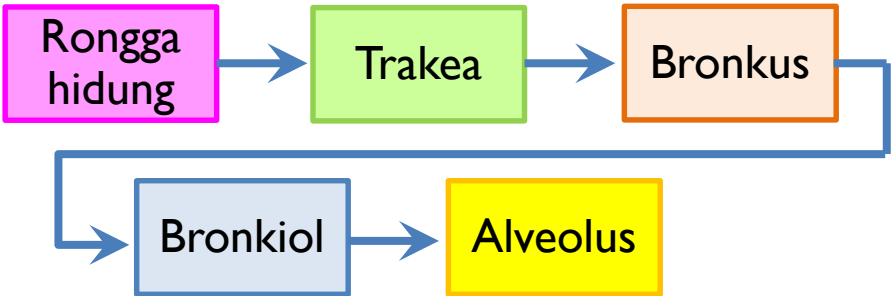 Rongga
hidung
Trakea
Bronkus
Bronkiol
Alveolus